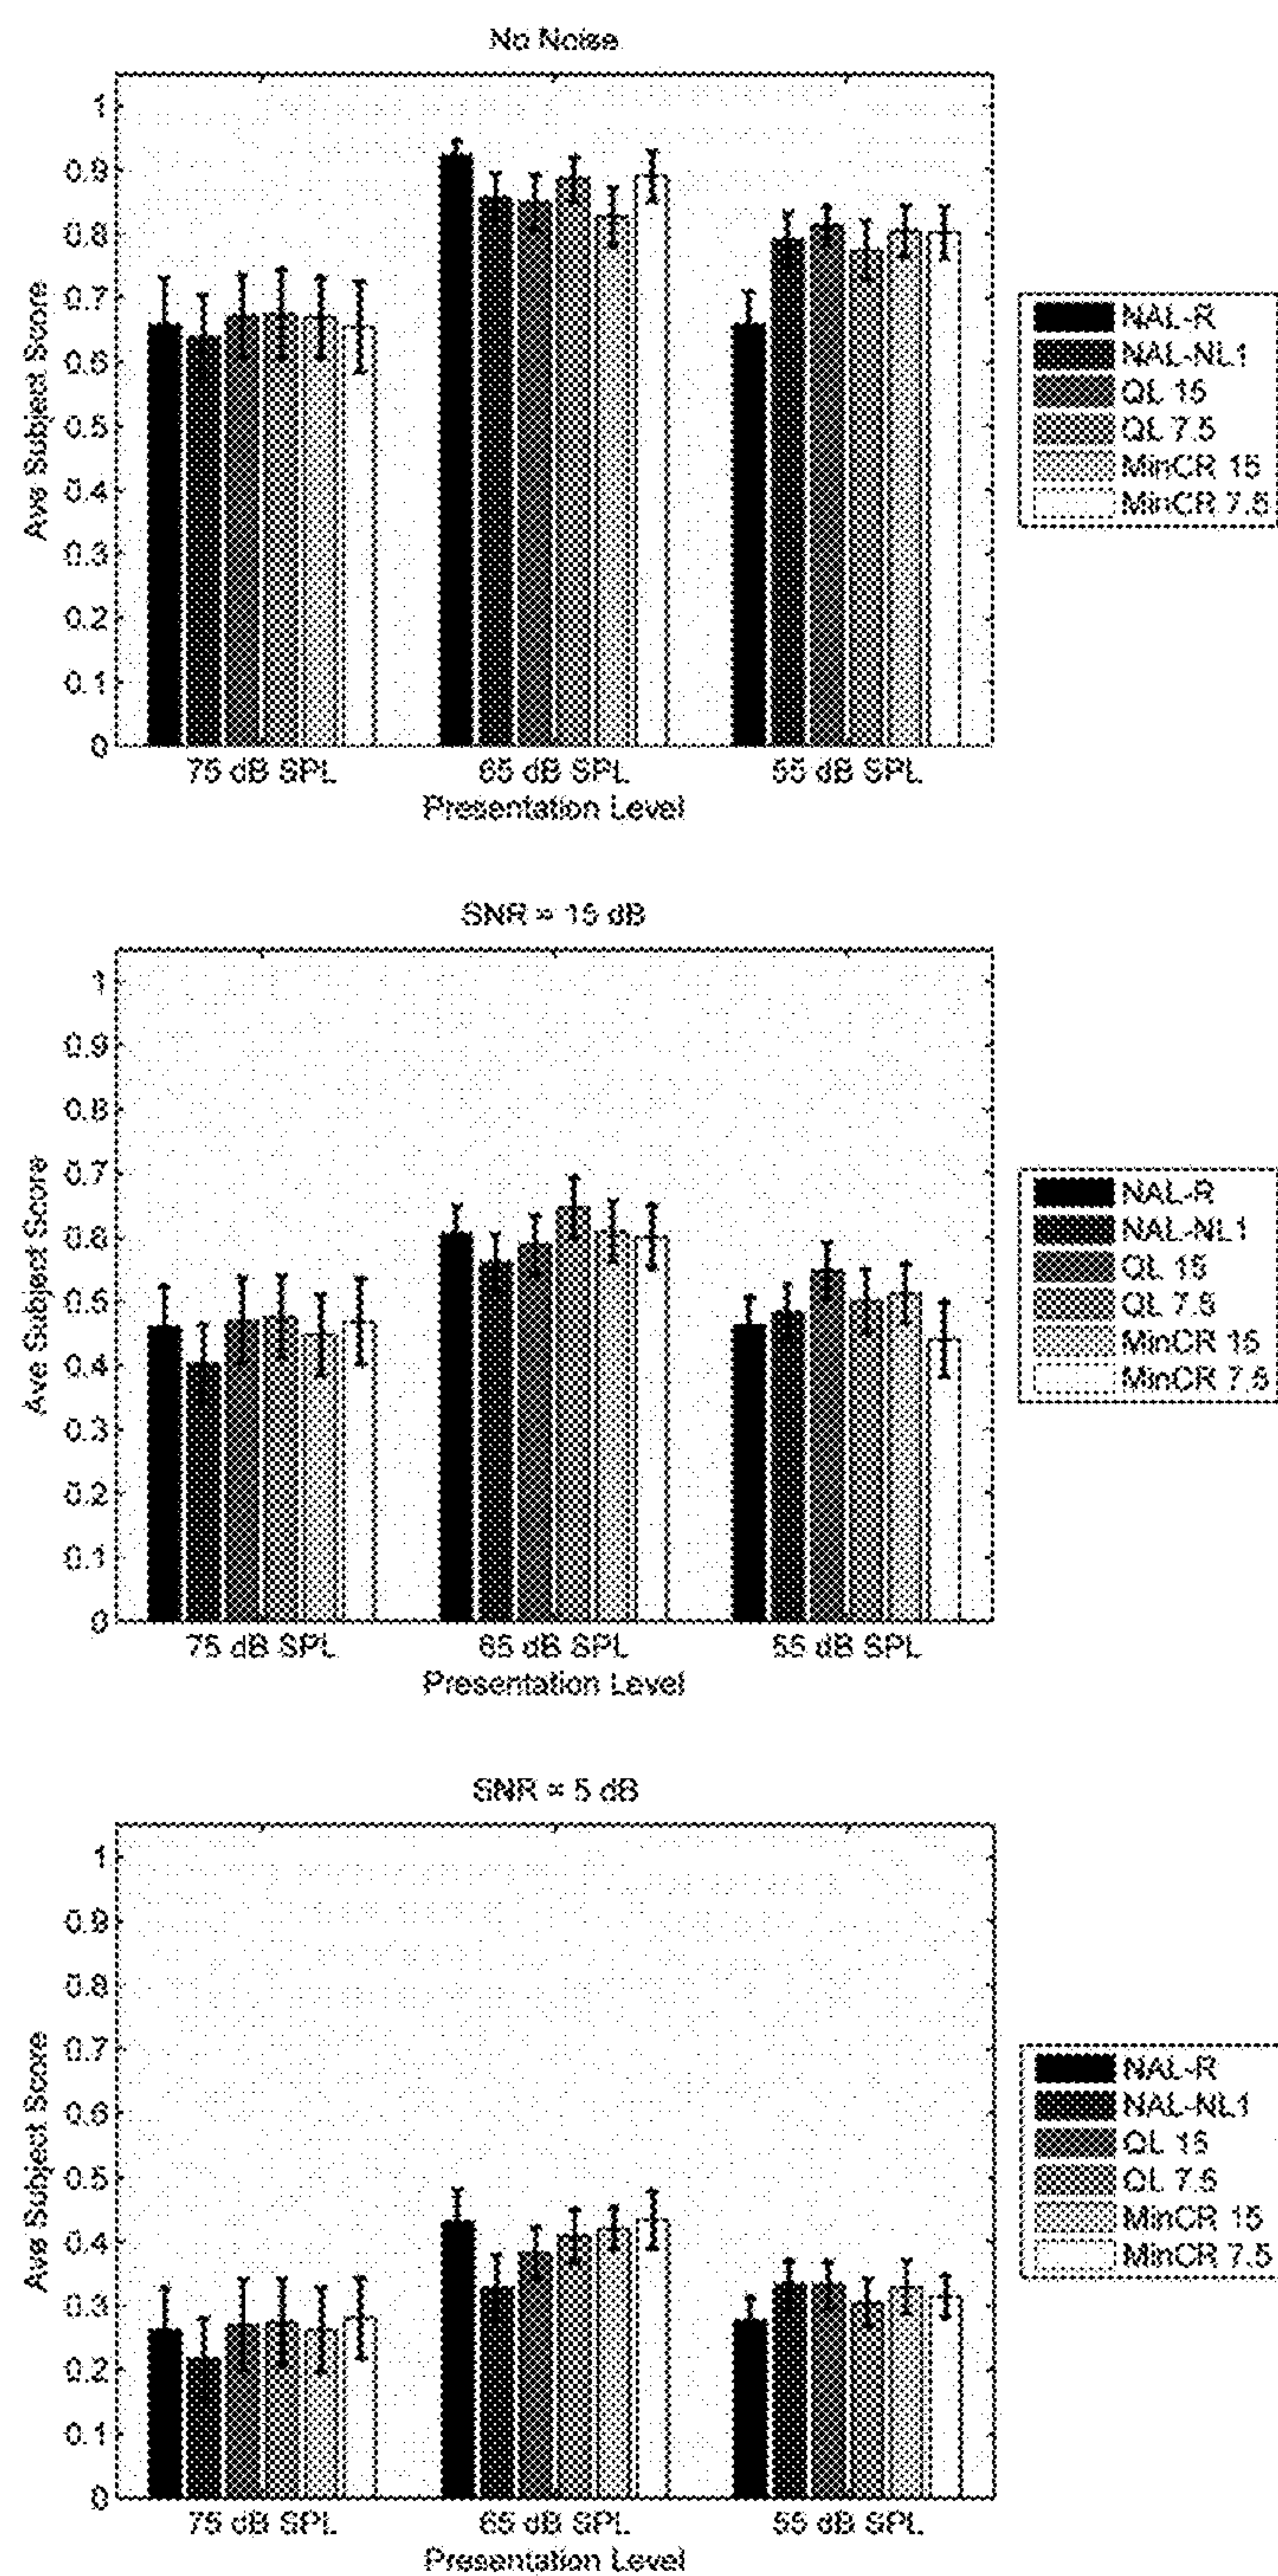 No Noise
Ave Subject Score
1
0.9
0.8
0.7
0.6
0.5
0.4
0.3
0.2
0.1
0
75 dB SPL
65 dB SPL
55 dB SPL
Presentation Level
NAL-R
NAL-NL1
QL 15
QL 7.5
MinCR 15
MinCR 7.5
SNR = 15 dB
Ave Subject Score
1
0.9
0.8
0.7
0.6
0.5
0.4
0.3
0.2
0.1
0
75 dB SPL
65 dB SPL
55 dB SPL
Presentation Level
NAL-R
NAL-NL1
QL 15
QL 7.5
MinCR 15
MinCR 7.5
SNR = 5 dB
Ave Subject Score
1
0.9
0.8
0.7
0.6
0.5
0.4
0.3
0.2
0.1
0
75 dB SPL
65 dB SPL
55 dB SPL
Presentation Level
NAL-R
NAL-NL1
QL 15
QL 7.5
MinCR 15
MinCR 7.5